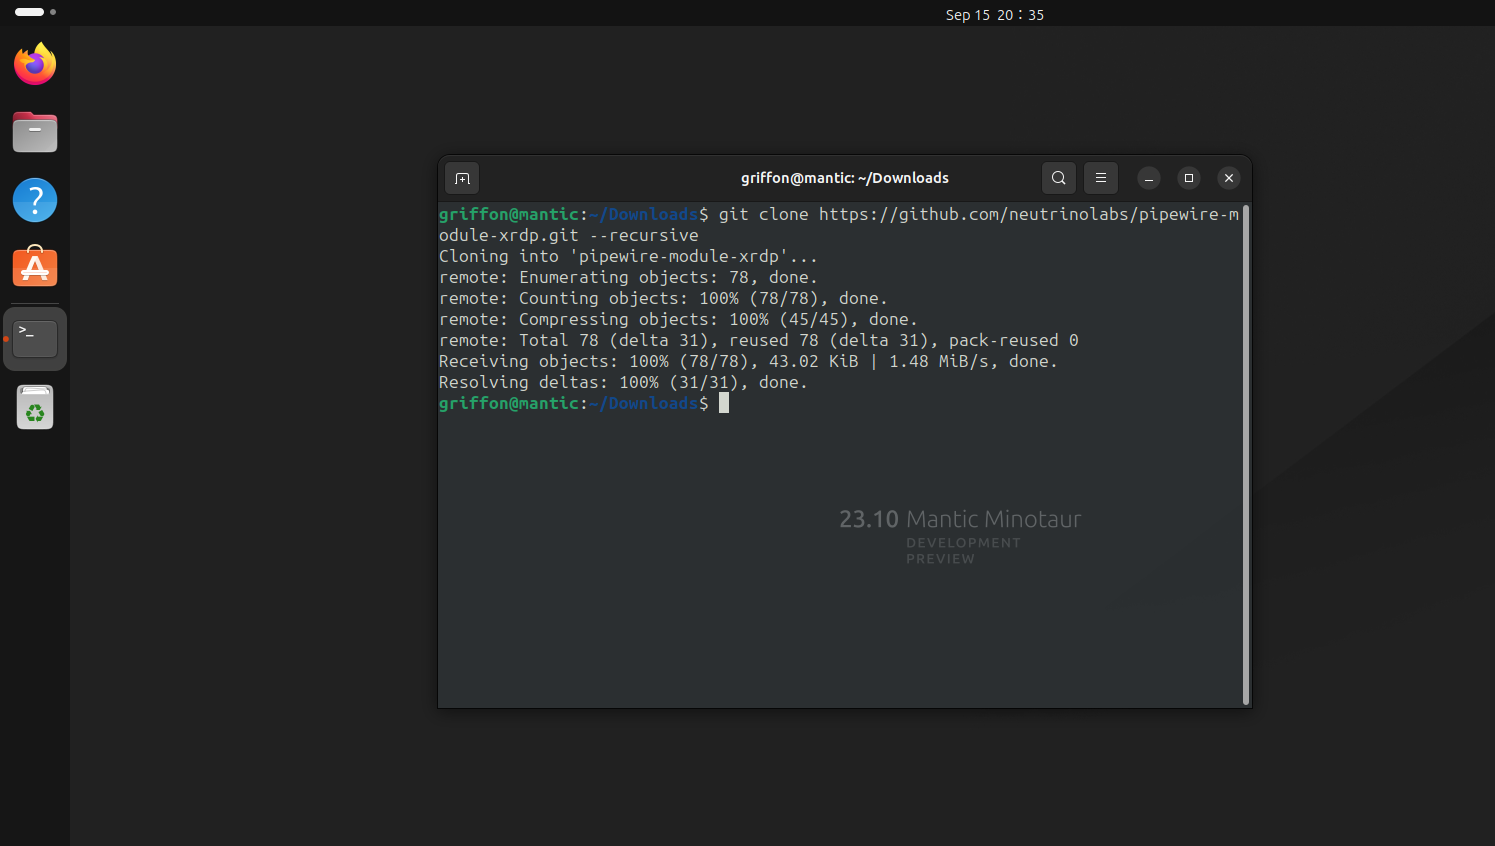 Sep 15 20:35
griffon@mantic: ~/Downloads
griffon@mantic:~/Downloads$ git clone https://github.com/neutrinolabs/pipewire-m
odule-xrdp.git --recursive
Cloning into 'pipewire-module-xrdp'...
remote: Enumerating objects: 78, done.
remote: Counting objects: 100% (78/78), done.
remote: Compressing objects: 100% (45/45), done.
remote: Total 78 (delta 31), reused 78 (delta 31), pack-reused 0
Receiving objects: 100% (78/78), 43.02 KiB | 1.48 MiB/s, done.
Resolving deltas: 100% (31/31), done.
griffon@mantic:~/Downloads$
23.10 Mantic Minotaur
DEVELOPMENT
PREVIEW